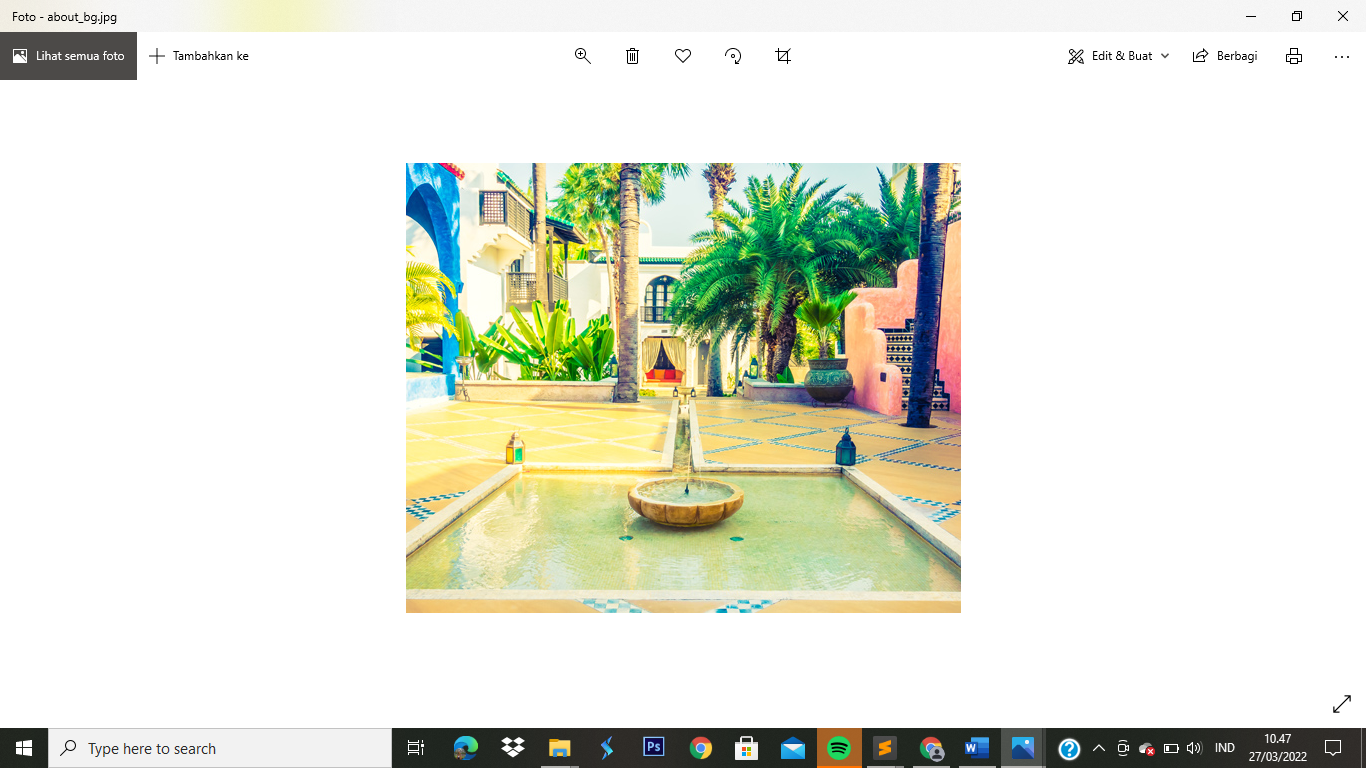 Foto - about_bg.jpg
Lihat semua foto
Tambahkan ke
Edit & Buat
Berbagi
Type here to search
Ps
W
IND
10.47
27/03/2022